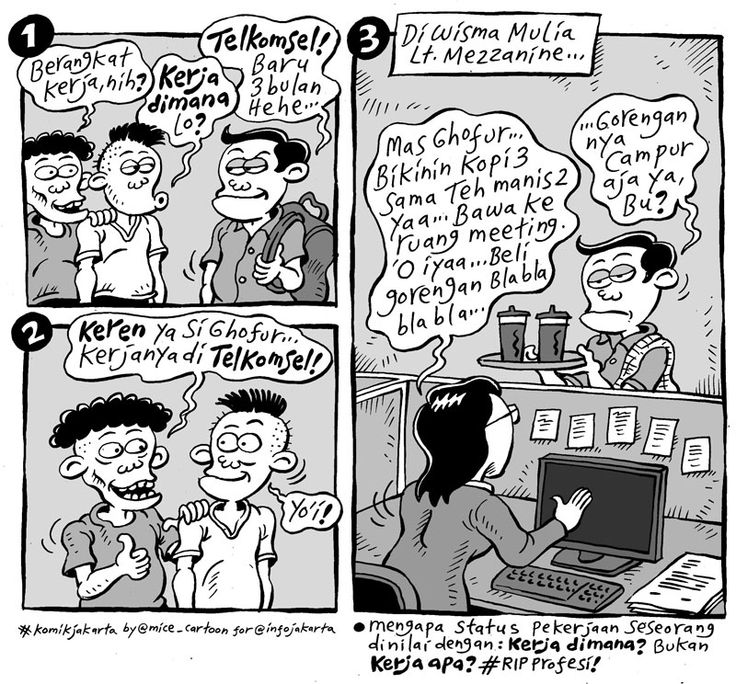 1
Berangkat
kerja, nih?
Kerja
dimana
Lo?
Telkomsel!
Baru
3 bulan
Hehe...
2
Keren ya Si Ghofur...
Kerjanya di Telkomsel!
Yo'i!
3
Di Wisma Mulia
Lt. Mezzanine...
Mas Ghofur...
Bikinin Kopi 3
Sama Teh manis 2
yaa... Bawa ke
ruang meeting.
O iyaa... Beli
gorengan Blabla
bla bla...
...Gorengan
nya
Campur
aja ya,
Bu?
# komikjakarta by @mice_cartoon for @infojakarta
• mengapa Status Pekerjaan Seseorang
dinilai dengan: Kerja dimana? Bukan
Kerja apa? #RIP Profesi!